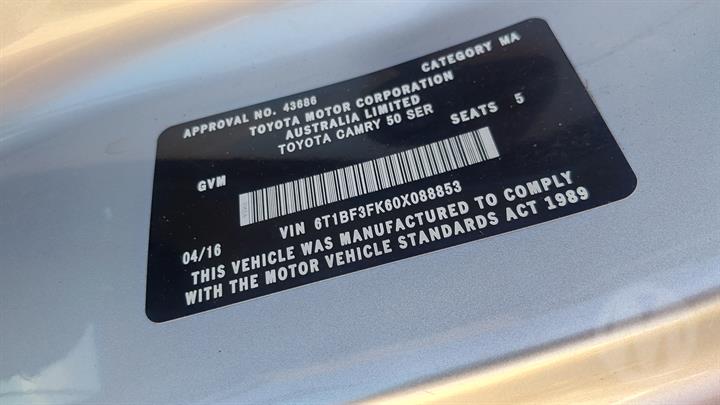 APPROVAL NO. 43686 CATEGORY MA
TOYOTA MOTOR CORPORATION
AUSTRALIA LIMITED
TOYOTA CAMRY 50 SER
GVM SEATS 5
VIN 6T1BF3FK60X088853
04/16
THIS VEHICLE WAS MANUFACTURED TO COMPLY
WITH THE MOTOR VEHICLE STANDARDS ACT 1989